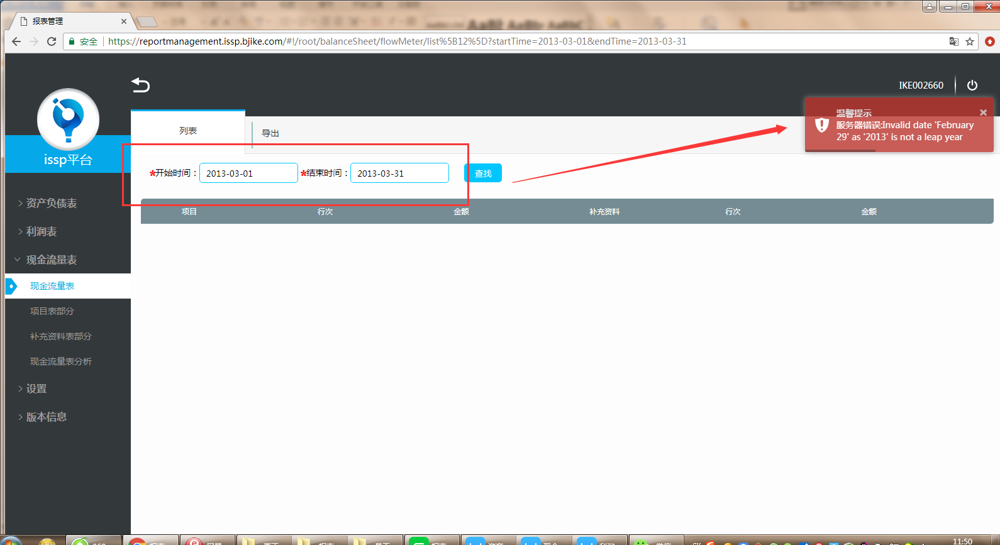 报表管理
安全
https://reportmanagement.issp.bjike.com/#!/root/balanceSheet/flowMeter/list%5B12%5D?startTime=2013-03-01&endTime=2013-03-31
IKE002660
温馨提示
服务器错误:Invalid date 'February
29' as '2013' is not a leap year
issp平台
列表
导出
*开始时间：
2013-03-01
*结束时间：
2013-03-31
查找
项目
行次
金额
补充资料
行次
金额
资产负债表
利润表
现金流量表
现金流量表
项目表部分
补充资料表部分
现金流量表分析
设置
版本信息
11:50